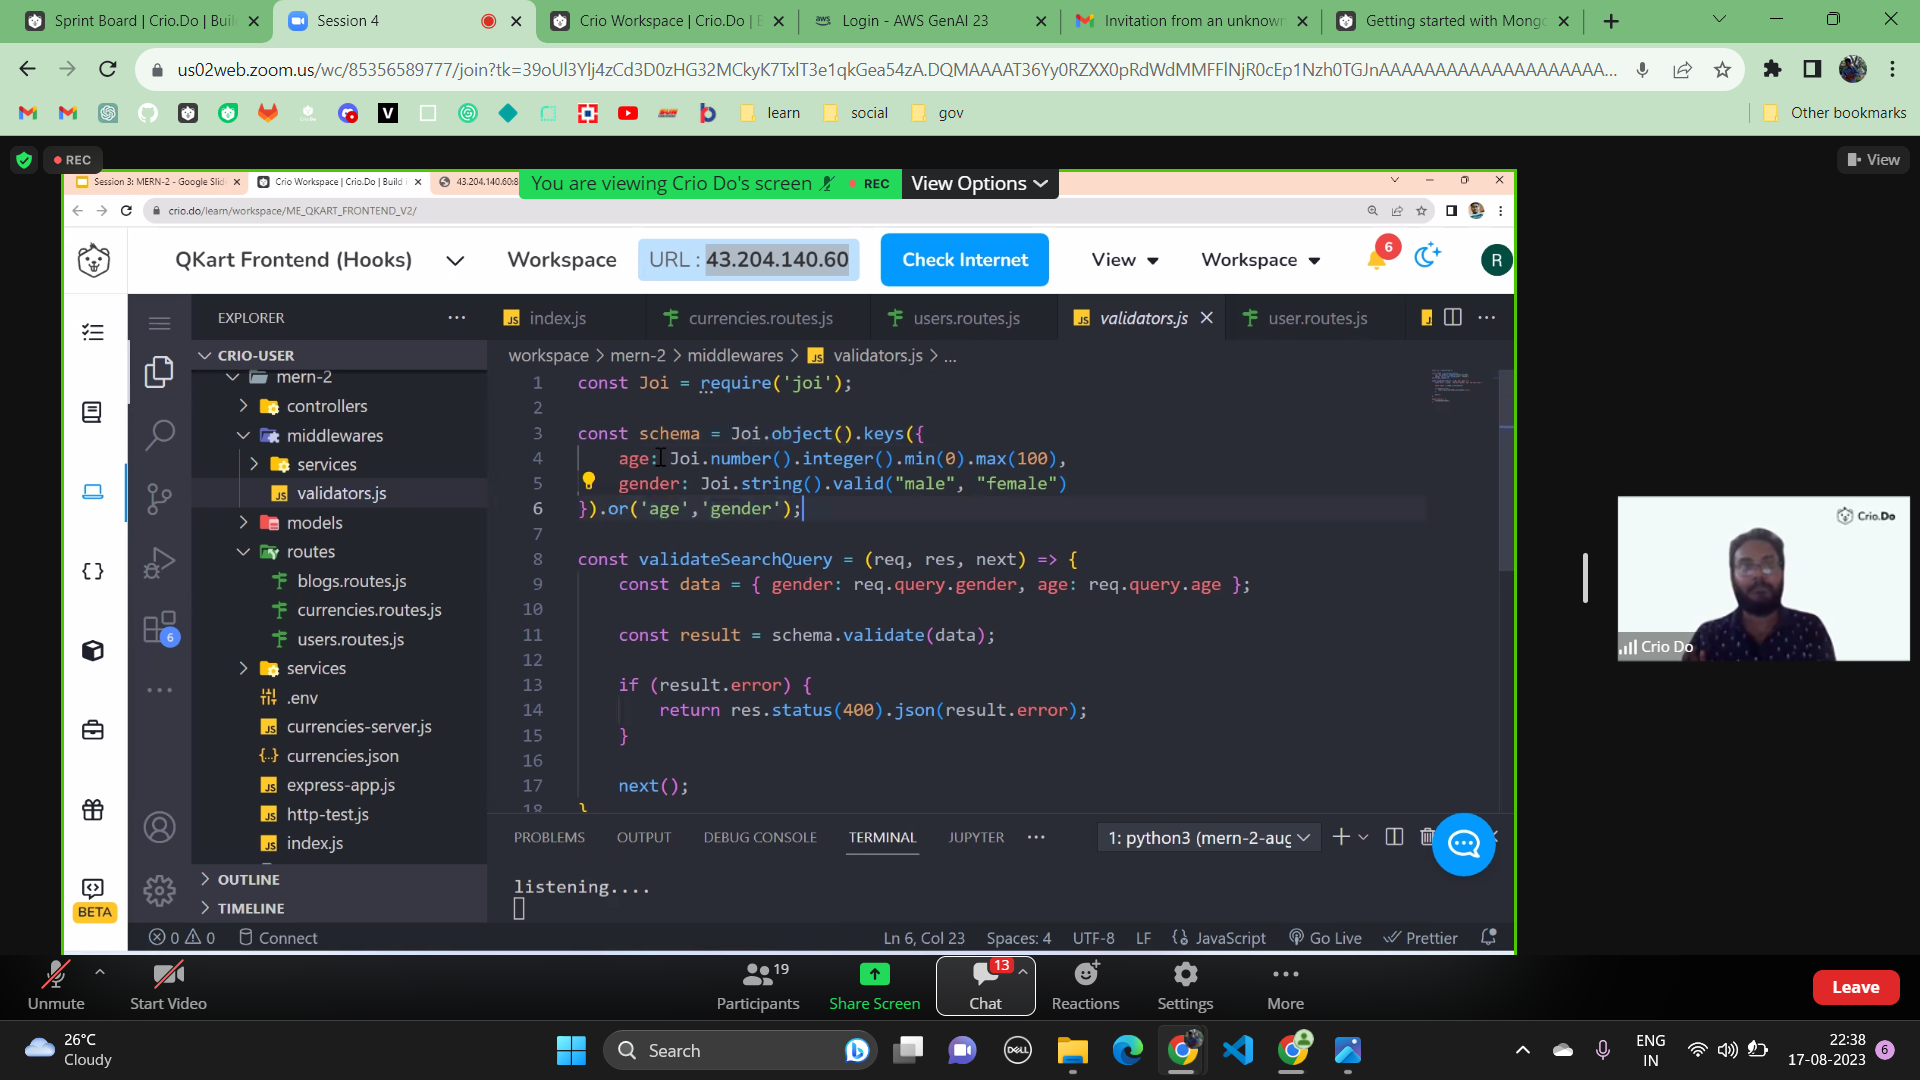 Sprint Board | Crio.Do | Buil
Session 4
Crio Workspace | Crio.Do | B
aws Login - AWS GenAI 23
Invitation from an unknown
Getting started with Mongo
learn
social
gov
Other bookmarks
REC
View
Session 3: MERN-2 - Google Slid
Crio Workspace | Crio.Do | Build
43.204.140.60:8
You are viewing Crio Do's screen
REC
View Options
crio.do/learn/workspace/ME_QKART_FRONTEND_V2/
QKart Frontend (Hooks)
Workspace
URL : 43.204.140.60
Check Internet
View
Workspace
6
R
EXPLORER
index.js
currencies.routes.js
users.routes.js
validators.js
user.routes.js
CRIO-USER
workspace > mern-2 > middlewares > JS validators.js > ...
mern-2
controllers
middlewares
services
validators.js
models
routes
blogs.routes.js
currencies.routes.js
users.routes.js
services
.env
currencies-server.js
currencies.json
express-app.js
http-test.js
index.js
OUTLINE
TIMELINE
6
BETA
1 const Joi = require('joi');
2
3 const schema = Joi.object().keys({
4 age: Joi.number().integer().min(0).max(100),
5 gender: Joi.string().valid("male", "female")
6 }).or('age','gender');
7
8 const validateSearchQuery = (req, res, next) => {
9 const data = { gender: req.query.gender, age: req.query.age };
10
11 const result = schema.validate(data);
12
13 if (result.error) {
14 return res.status(400).json(result.error);
15 }
16
17 next();
18 }
PROBLEMS
OUTPUT
DEBUG CONSOLE
TERMINAL
JUPYTER
1: python3 (mern-2-aug
listening....
0 0
Connect
Ln 6, Col 23
Spaces: 4
UTF-8
LF
JavaScript
Go Live
Prettier
Crio.Do
Crio Do
Unmute
Start Video
19
Participants
Share Screen
13
Chat
Reactions
Settings
More
Leave
26°C
Cloudy
Search
DELL
ENG
IN
22:38
17-08-2023
6